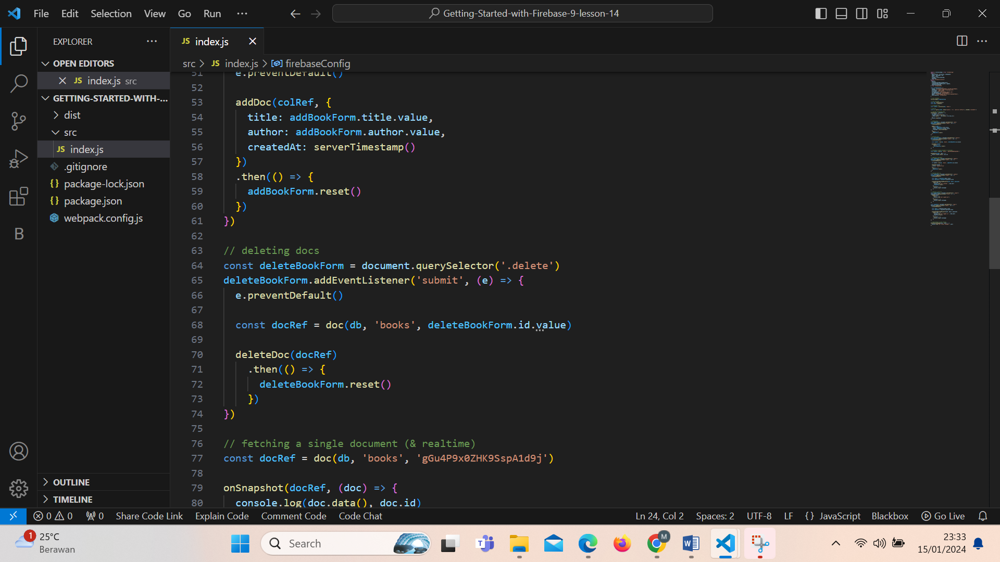 File Edit Selection View Go Run ···
Getting-Started-with-Firebase-9-lesson-14
EXPLORER
JS index.js
OPEN EDITORS
JS index.js src
GETTING-STARTED-WITH-...
dist
src
JS index.js
.gitignore
{} package-lock.json
{} package.json
webpack.config.js
B
OUTLINE
TIMELINE
src > JS index.js > firebaseConfig
51 e.preventDefault()
52
53 addDoc(colRef, {
54 title: addBookForm.title.value,
55 author: addBookForm.author.value,
56 createdAt: serverTimestamp()
57 })
58 .then(() => {
59 addBookForm.reset()
60 })
61 })
62
63 // deleting docs
64 const deleteBookForm = document.querySelector('.delete')
65 deleteBookForm.addEventListener('submit', (e) => {
66 e.preventDefault()
67
68 const docRef = doc(db, 'books', deleteBookForm.id.value)
69
70 deleteDoc(docRef)
71 .then(() => {
72 deleteBookForm.reset()
73 })
74 })
75
76 // fetching a single document (& realtime)
77 const docRef = doc(db, 'books', 'gGu4P9x0ZHK9SspA1d9j')
78
79 onSnapshot(docRef, (doc) => {
80 console.log(doc.data(), doc.id)
0 0 0 Share Code Link Explain Code Comment Code Code Chat Ln 24, Col 2 Spaces: 2 UTF-8 LF {} JavaScript Blackbox Go Live
1 25°C
Berawan
Search
T
M
W
23:33
15/01/2024